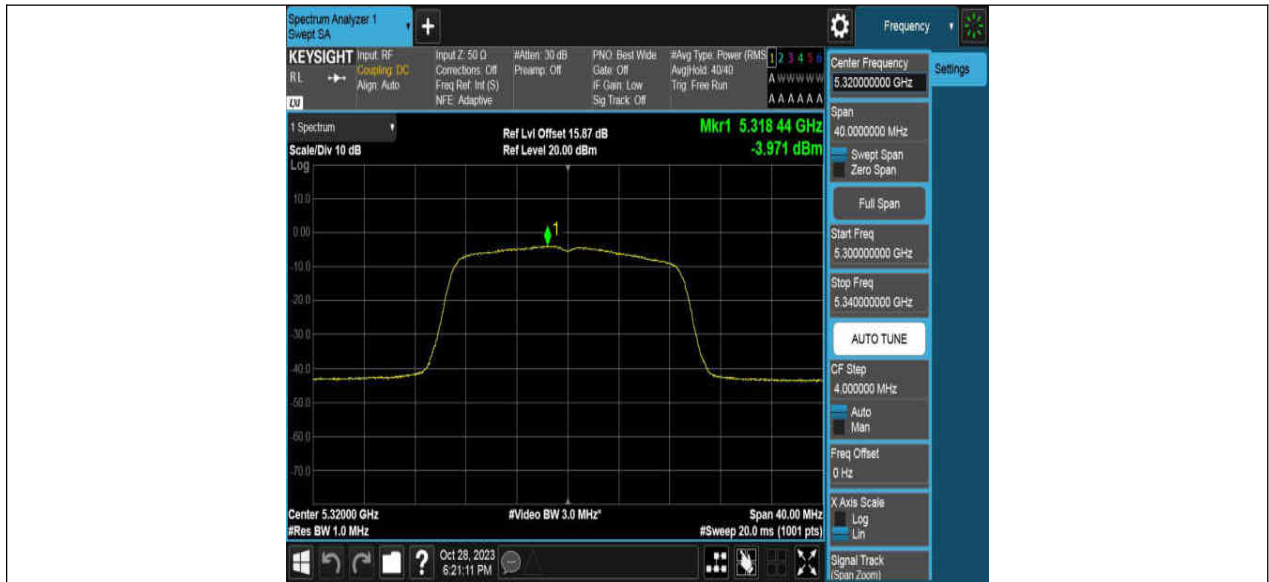 Spectrum Analyzer 1
Swept SA
+
Frequency
KEYSIGHT
RL
Input: RF
Coupling: DC
Align: Auto
Input Z: 50 Ω
Corrections: Off
Freq Ref: Int (S)
NFE: Adaptive
#Atten: 30 dB
Preamp: Off
PNO: Best Wide
Gate: Off
IF Gain: Low
Sig Track: Off
#Avg Type: Power (RMS
Avg|Hold: 40/40
Trig: Free Run
1 2 3 4 5 6
A W W W W W
A A A A A A
1 Spectrum
Scale/Div 10 dB
Ref Lvl Offset 15.87 dB
Ref Level 20.00 dBm
Mkr1 5.318 44 GHz
-3.971 dBm
Log
10.0
0.00
-10.0
-20.0
-30.0
-40.0
-50.0
-60.0
-70.0
1
Center 5.32000 GHz
#Res BW 1.0 MHz
#Video BW 3.0 MHz*
Span 40.00 MHz
#Sweep 20.0 ms (1001 pts)
?
Oct 28, 2023
6:21:11 PM
Center Frequency
5.320000000 GHz
Settings
Span
40.0000000 MHz
Swept Span
Zero Span
Full Span
Start Freq
5.300000000 GHz
Stop Freq
5.340000000 GHz
AUTO TUNE
CF Step
4.000000 MHz
Auto
Man
Freq Offset
0 Hz
X Axis Scale
Log
Lin
Signal Track
(Span Zoom)